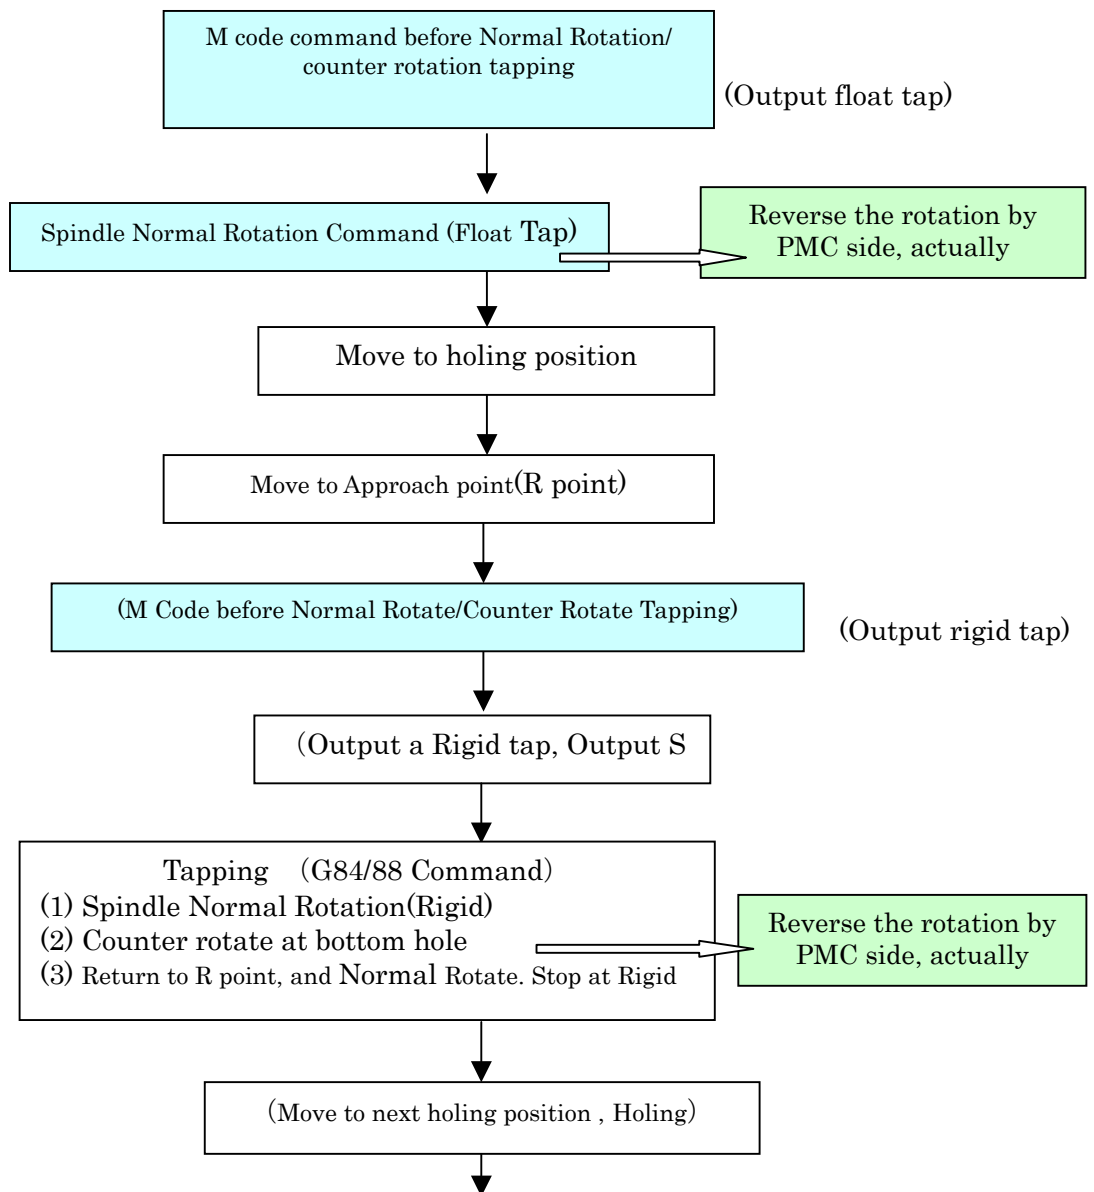 M code command before Normal Rotation/
counter rotation tapping
(Output float tap)
Spindle Normal Rotation Command (Float Tap)
Reverse the rotation by
PMC side, actually
Move to holing position
Move to Approach point(R point)
(M Code before Normal Rotate/Counter Rotate Tapping)
(Output rigid tap)
(Output a Rigid tap, Output S
Tapping (G84/88 Command)
(1) Spindle Normal Rotation(Rigid)
(2) Counter rotate at bottom hole
(3) Return to R point, and Normal Rotate. Stop at Rigid
Reverse the rotation by
PMC side, actually
(Move to next holing position , Holing)